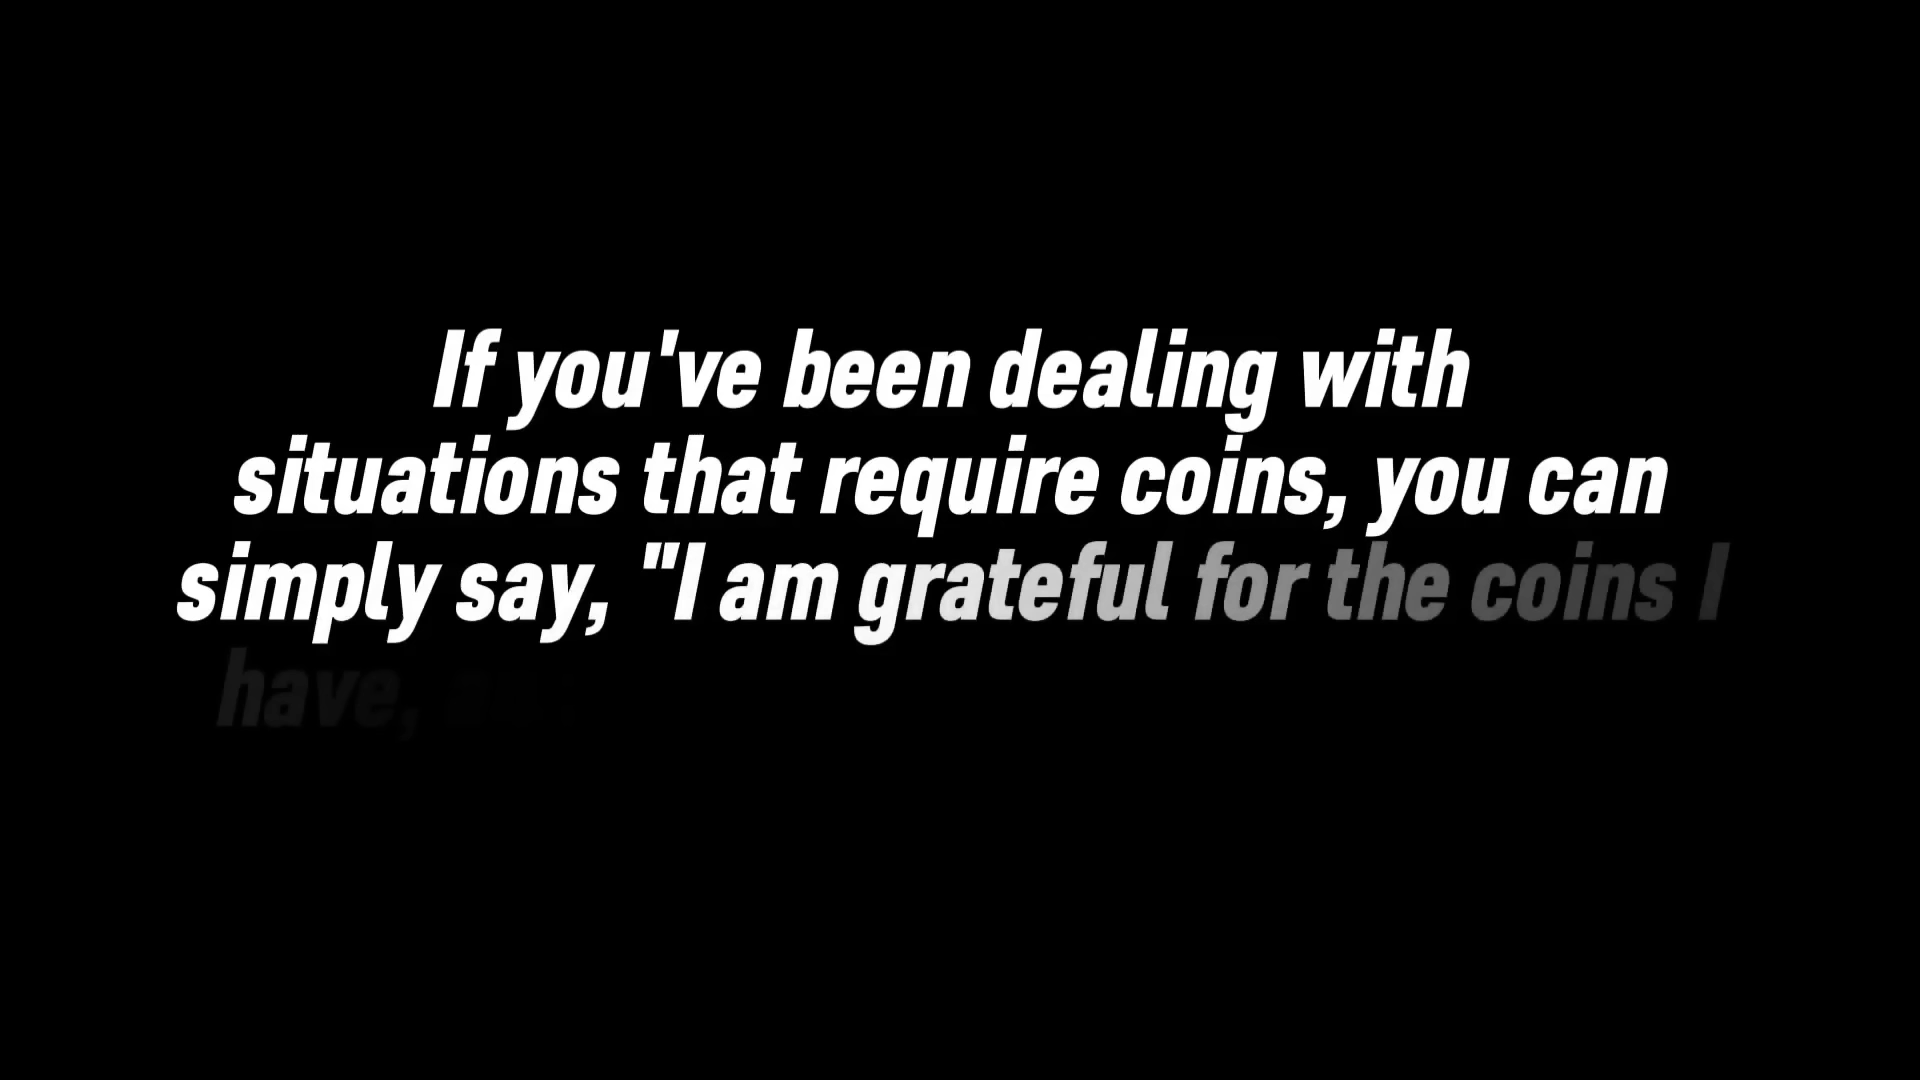 If you've been dealing with
situations that require coins, you can
simply say, "I am grateful for the coins I
have,